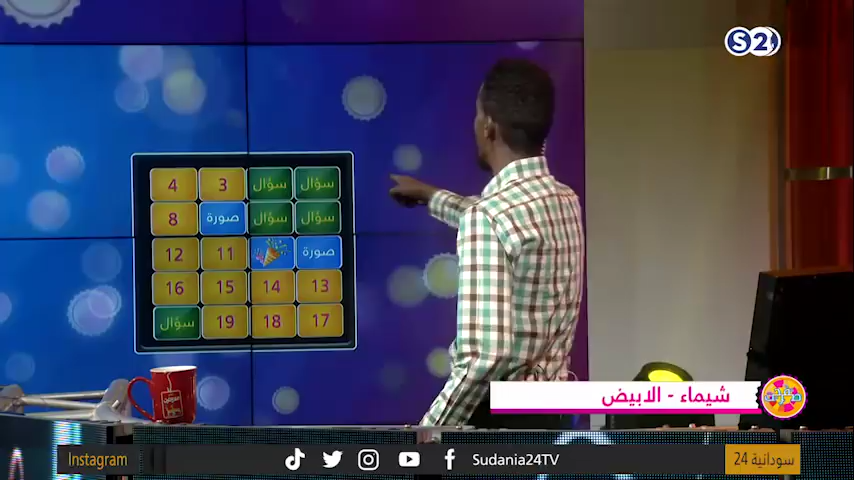 S24
سؤال سؤال 3 4
سؤال سؤال صورة 8
صورة 11 12
13 14 15 16
17 18 19 سؤال
شيماء - الابيض
Instagram Sudania24TV سودانية 24